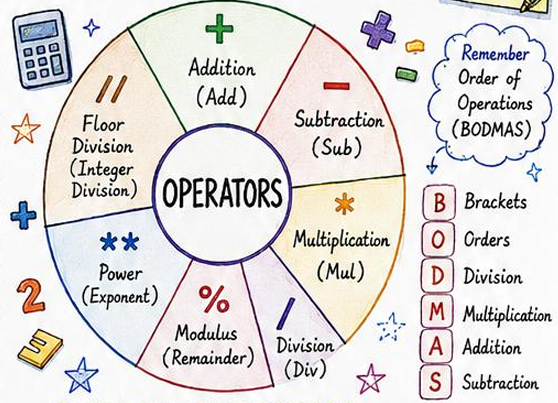 +
Addition
(Add)
−
Subtraction
(Sub)
*
Multiplication
(Mul)
/
Division
(Div)
%
Modulus
(Remainder)
**
Power
(Exponent)
//
Floor
Division
(Integer
Division)
OPERATORS
Remember
Order of
Operations
(BODMAS)
B Brackets
O Orders
D Division
M Multiplication
A Addition
S Subtraction
2